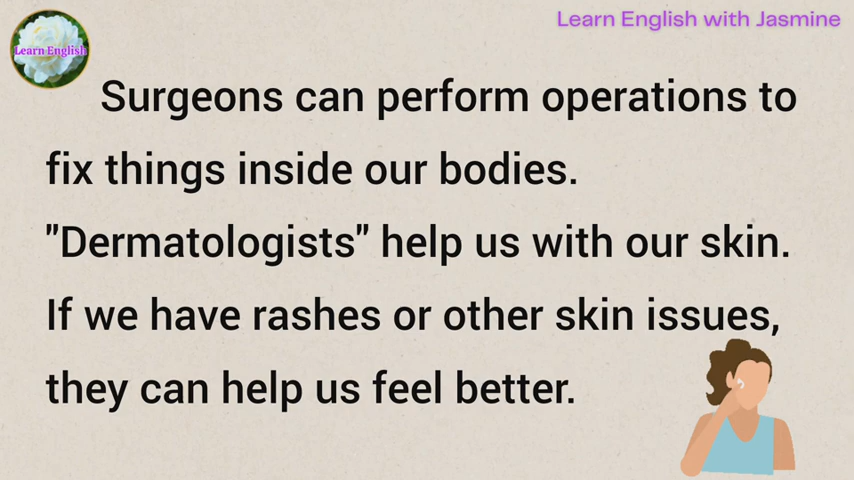 Learn English with Jasmine
Learn English
Surgeons can perform operations to
fix things inside our bodies.
"Dermatologists" help us with our skin.
If we have rashes or other skin issues,
they can help us feel better.